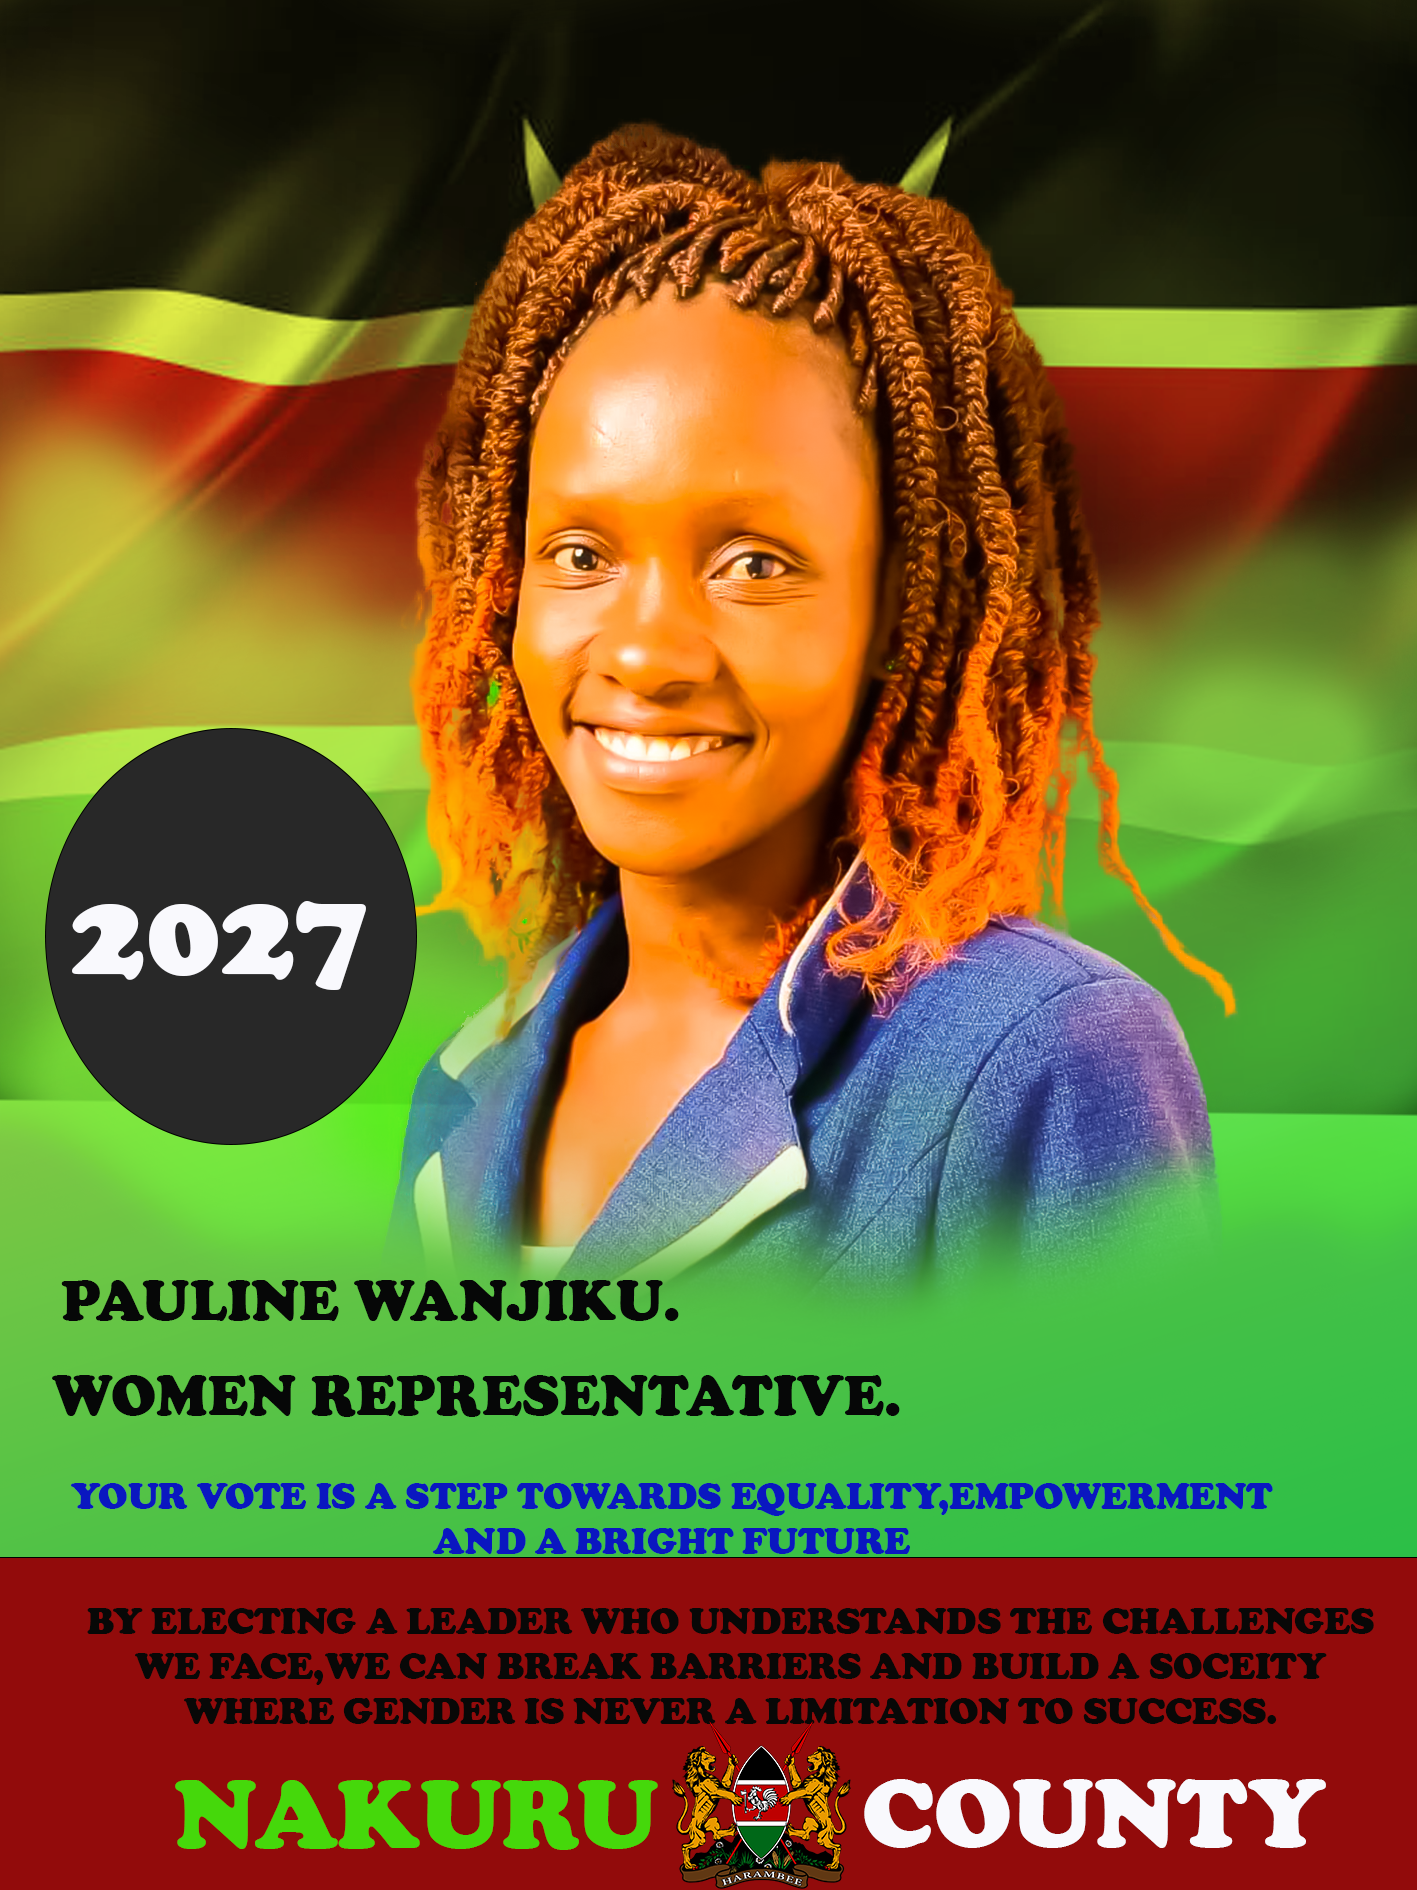 2027
PAULINE WANJIKU.
WOMEN REPRESENTATIVE.
YOUR VOTE IS A STEP TOWARDS EQUALITY,EMPOWERMENT
AND A BRIGHT FUTURE
BY ELECTING A LEADER WHO UNDERSTANDS THE CHALLENGES
WE FACE,WE CAN BREAK BARRIERS AND BUILD A SOCEITY
WHERE GENDER IS NEVER A LIMITATION TO SUCCESS.
NAKURU COUNTY
HARAMBEE